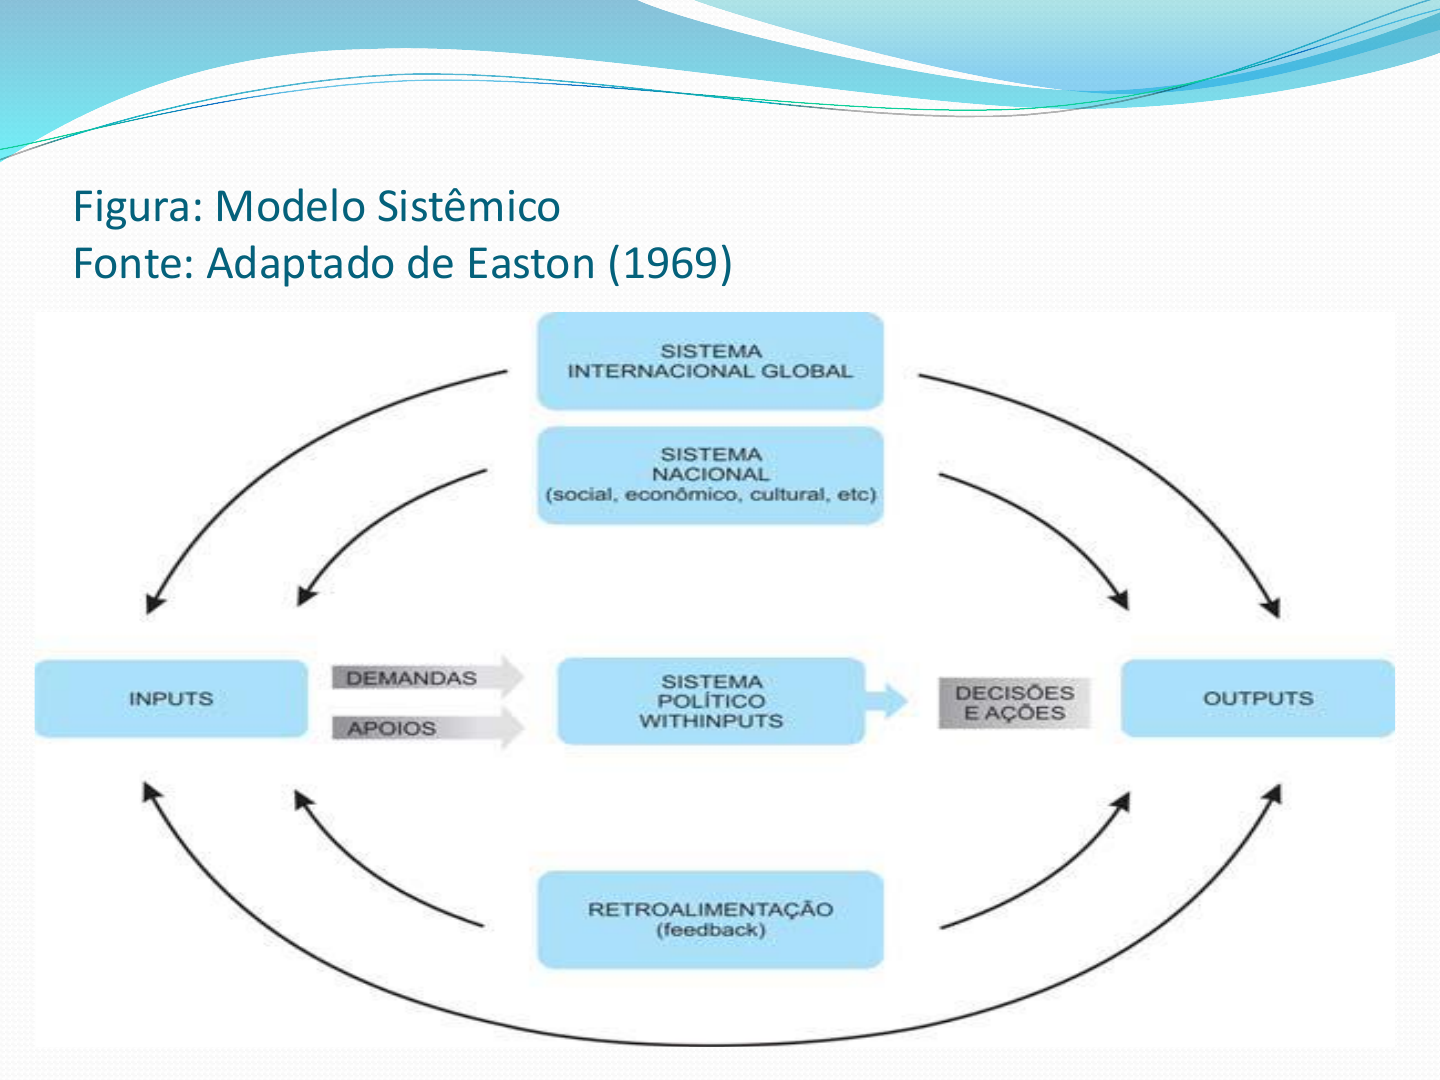 Figura: Modelo Sistêmico
Fonte: Adaptado de Easton (1969)
SISTEMA
INTERNACIONAL GLOBAL
SISTEMA
NACIONAL
(social, econômico, cultural, etc)
INPUTS
DEMANDAS
APOIOS
SISTEMA
POLÍTICO
WITHINPUTS
DECISÕES
E AÇÕES
OUTPUTS
RETROALIMENTAÇÃO
(feedback)